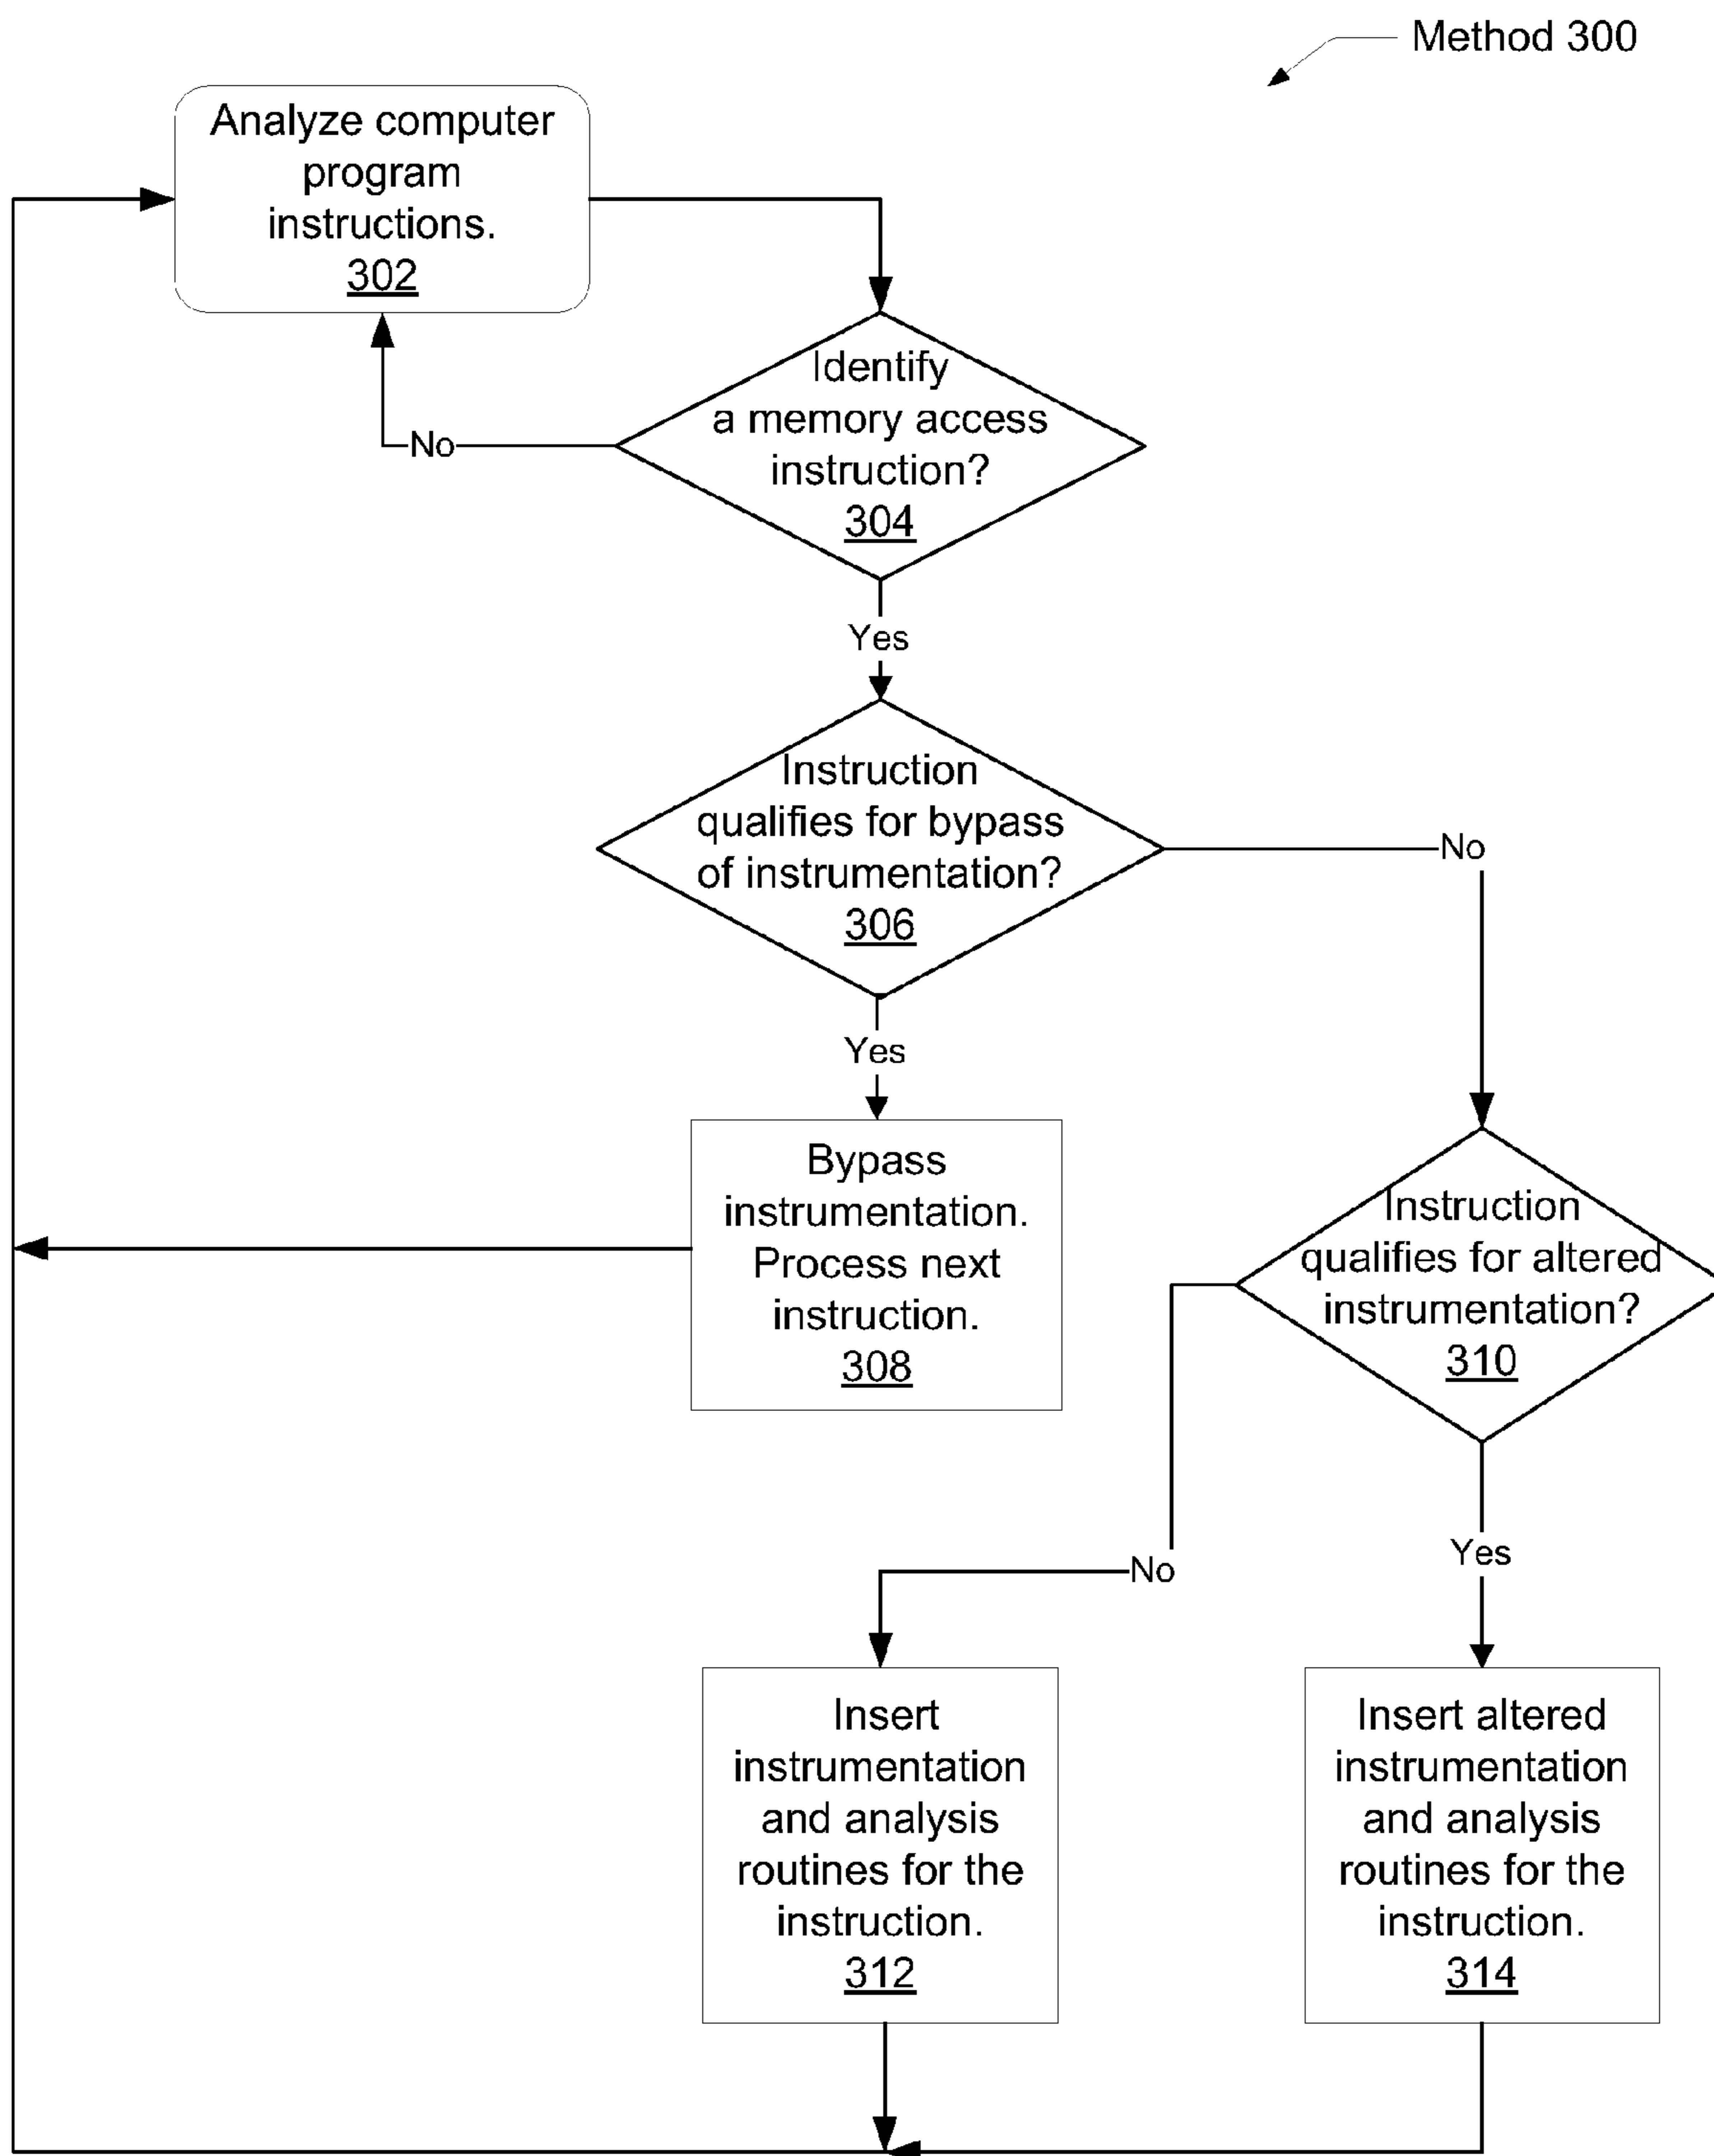 Method 300
Analyze computer
program
instructions.
302
Identify
a memory access
instruction?
304
No
Yes
Instruction
qualifies for bypass
of instrumentation?
306
No
Yes
Bypass
instrumentation.
Process next
instruction.
308
Instruction
qualifies for altered
instrumentation?
310
No
Yes
Insert
instrumentation
and analysis
routines for the
instruction.
312
Insert altered
instrumentation
and analysis
routines for the
instruction.
314